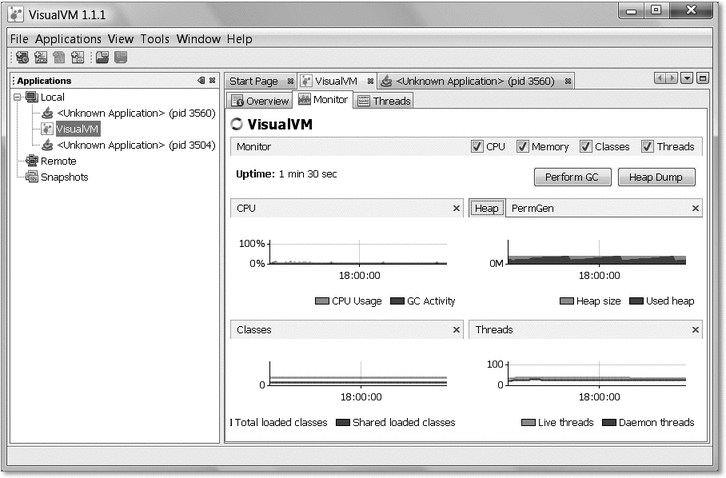 VisualVM 1.1.1
File Applications View Tools Window Help
Applications
Local
<Unknown Application> (pid 3560)
VisualVM
<Unknown Application> (pid 3504)
Remote
Snapshots
Start Page VisualVM <Unknown Application> (pid 3560)
Overview Monitor Threads
VisualVM
Monitor CPU Memory Classes Threads
Uptime: 1 min 30 sec Perform GC Heap Dump
CPU
100%
0%
18:00:00
CPU Usage GC Activity
Heap PermGen
0M
18:00:00
Heap size Used heap
Classes
0
18:00:00
Total loaded classes Shared loaded classes
Threads
100
0
18:00:00
Live threads Daemon threads